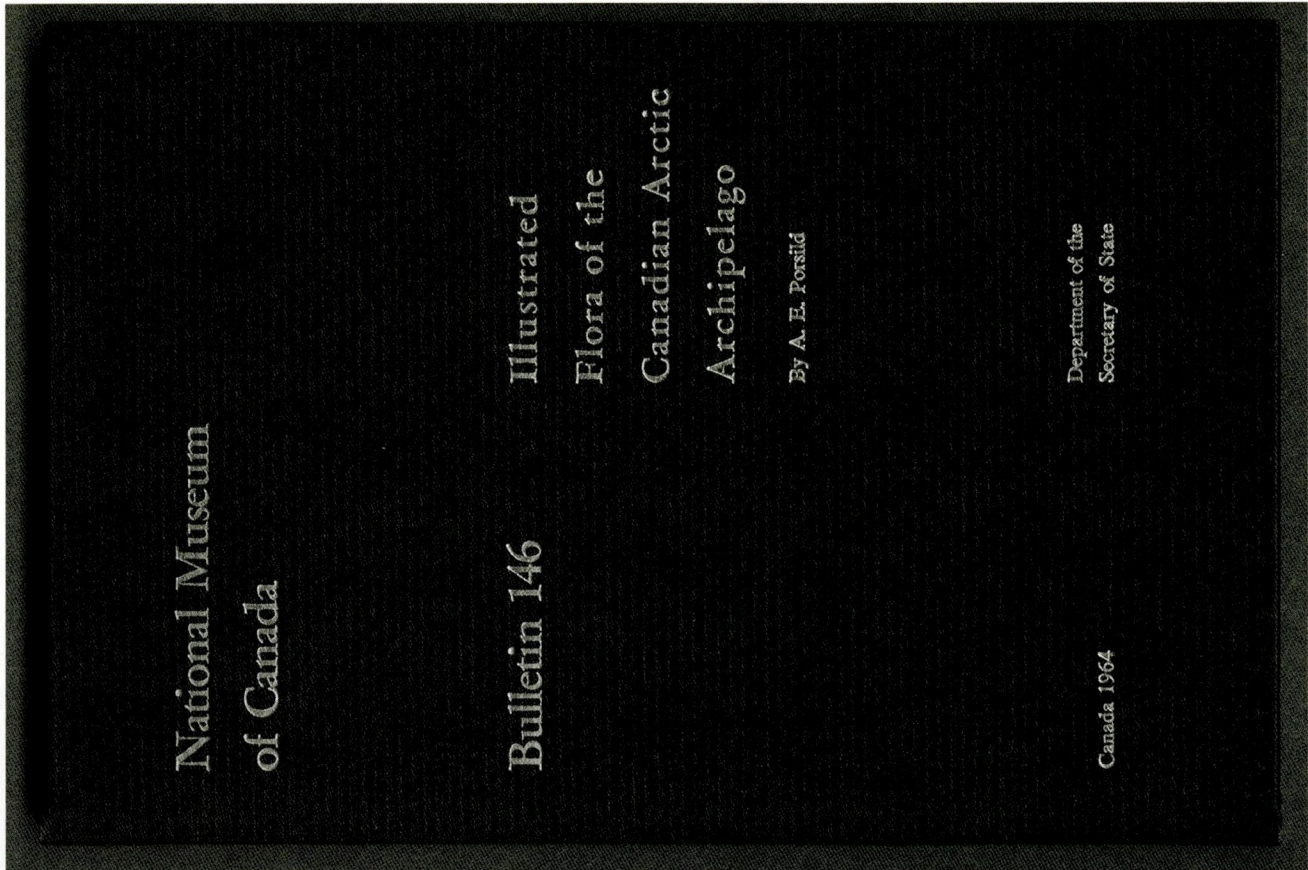 National Museum
of Canada
Bulletin 146
Illustrated
Flora of the
Canadian Arctic
Archipelago
By A. E. Porsild
Canada 1964
Department of the
Secretary of State